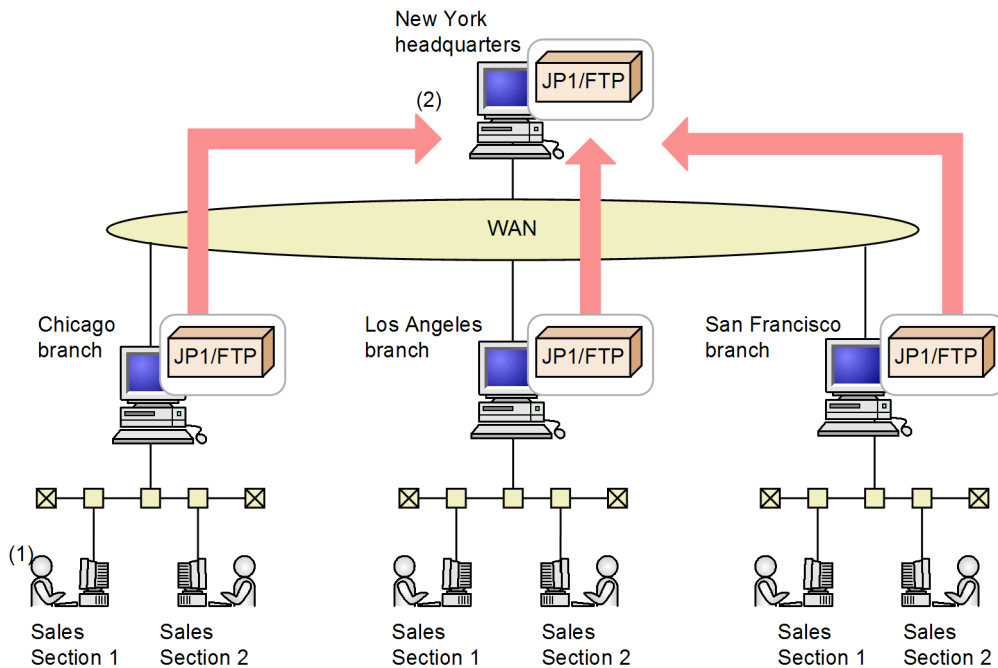 New York
headquarters
JP1/FTP
(2)
WAN
Chicago
branch
JP1/FTP
Los Angeles
branch
JP1/FTP
San Francisco
branch
JP1/FTP
(1)
Sales
Section 1
Sales
Section 2
Sales
Section 1
Sales
Section 2
Sales
Section 1
Sales
Section 2